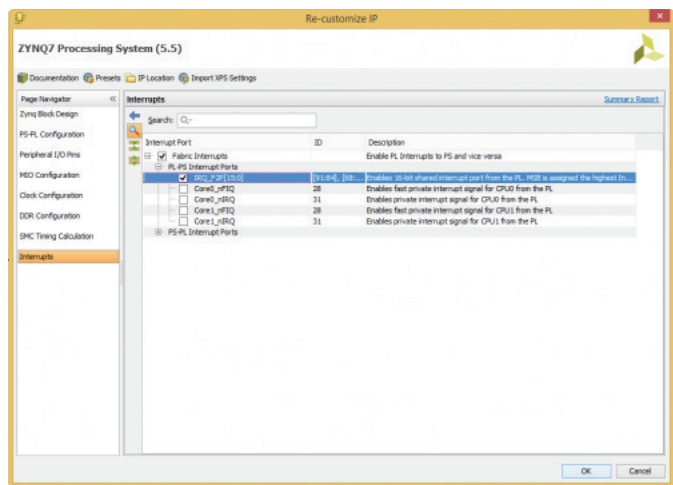 Re-customize IP
ZYNQ7 Processing System (5.5)
Documentation Presets IP Location Import XPS Settings
Page Navigator «
Zynq Block Design
PS-PL Configuration
Peripheral I/O Pins
MIO Configuration
Clock Configuration
DDR Configuration
SMC Timing Calculation
Interrupts
Interrupts Summary Report
Search:
Interrupt Port ID Description
Fabric Interrupts Enable PL Interrupts to PS and vice versa
PL-PS Interrupt Ports
IRQ_F2P[15:0] [91:84], [68:... Enables 16-bit shared interrupt port from the PL. MSB is assigned the highest In...
Core0_nFIQ 28 Enables fast private interrupt signal for CPU0 from the PL
Core0_nIRQ 31 Enables private interrupt signal for CPU0 from the PL
Core1_nFIQ 28 Enables fast private interrupt signal for CPU1 from the PL
Core1_nIRQ 31 Enables private interrupt signal for CPU1 from the PL
PS-PL Interrupt Ports
OK Cancel